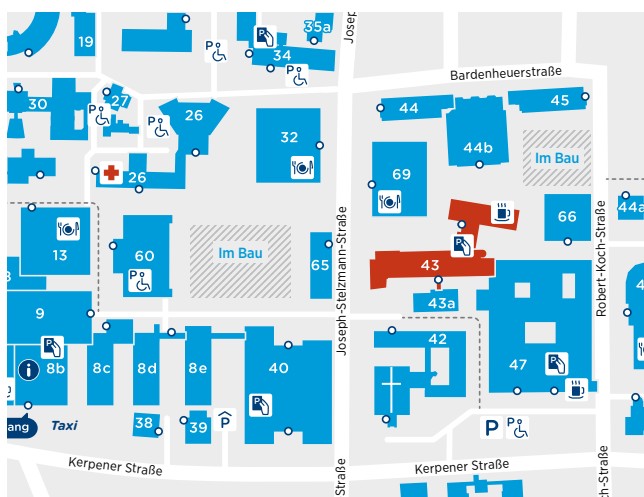 35a
19
P
Josep
34
P
P
Bardenheuerstraße
30
27
P
26
P
44
45
32
44b
Im Bau
26
69
44a
66
13
60
P
Im Bau
65
P
43
Joseph-Stelzmann-Straße
Robert-Koch-Straße
43a
9
P
8b
8c
8d
8e
40
P
42
47
P
i
ang
Taxi
38
39
P
P
P
Kerpener Straße
Kerpener Straße
Straße
ch-Straße